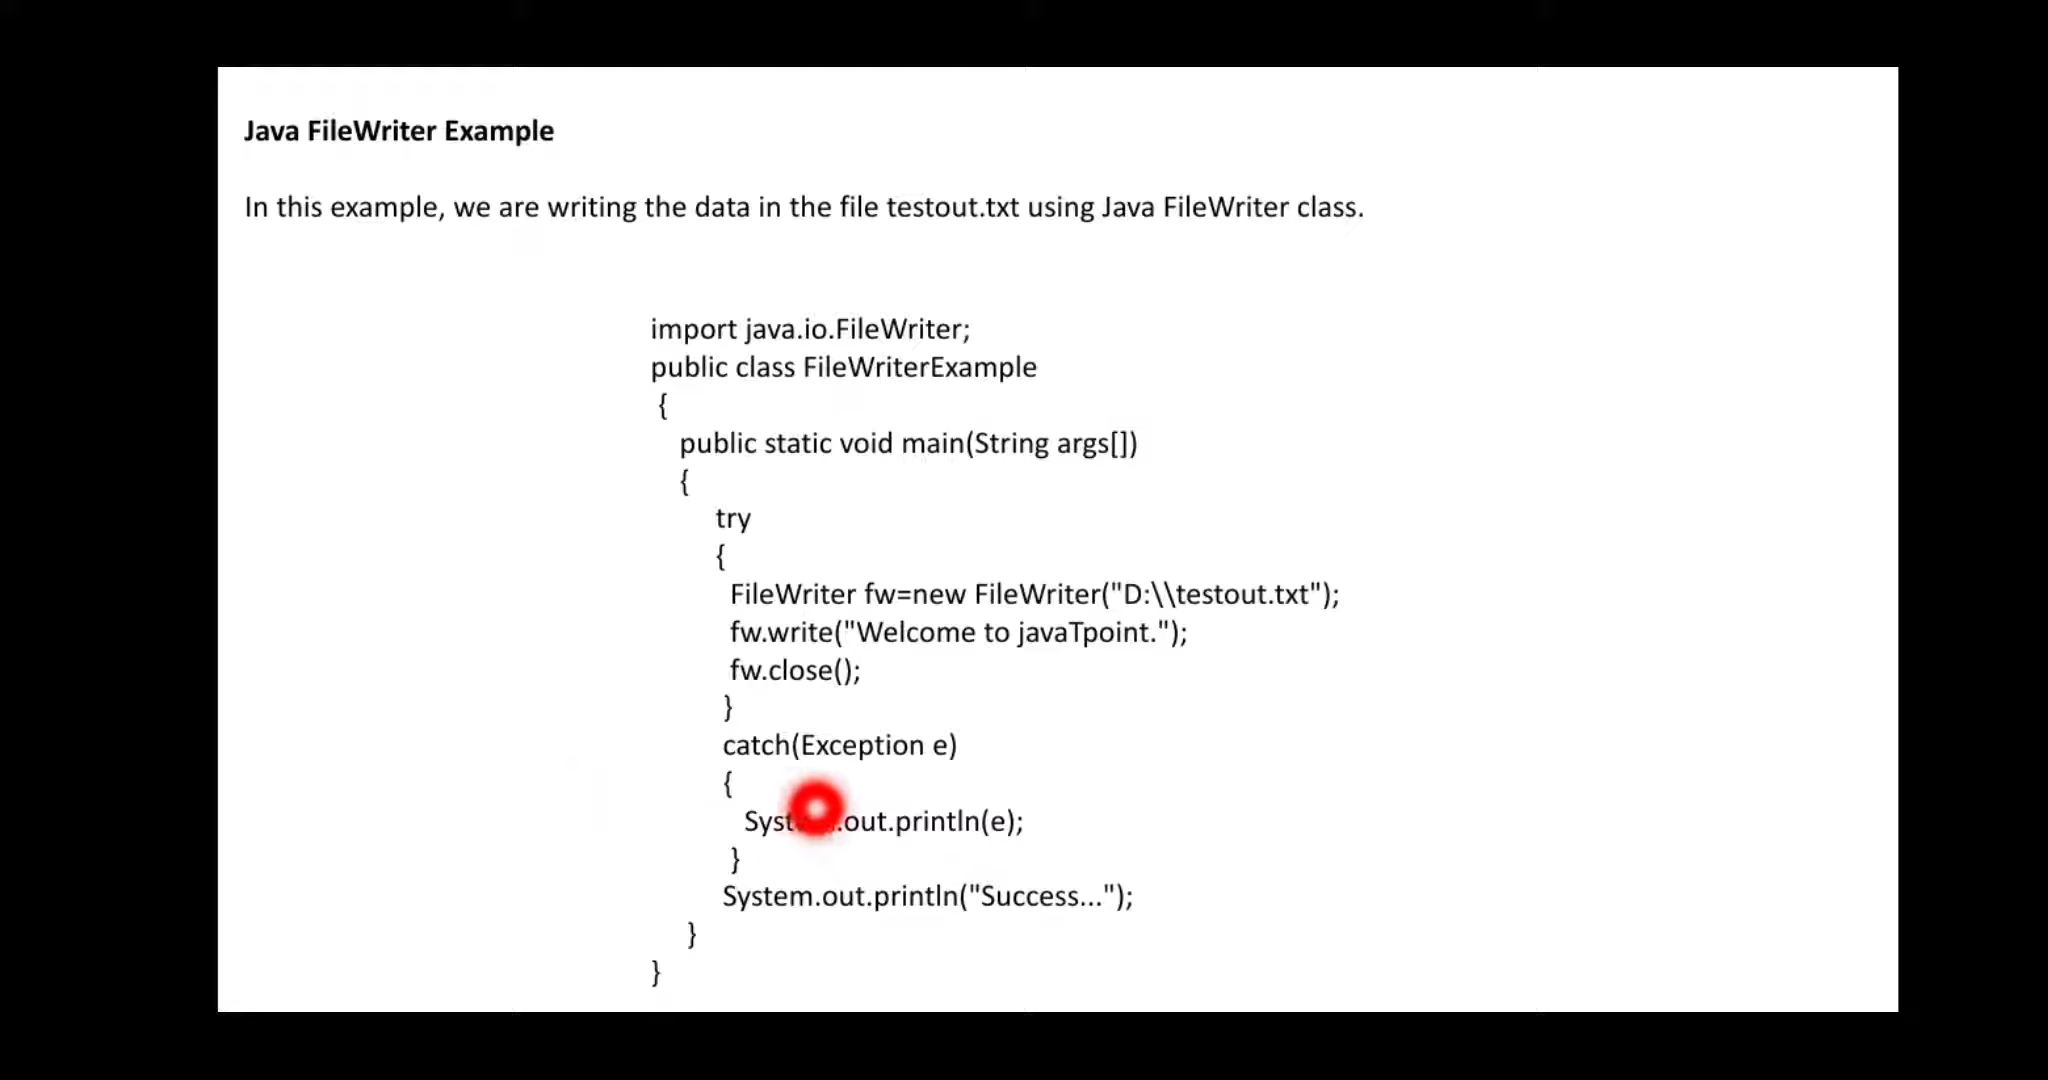 Java FileWriter Example
In this example, we are writing the data in the file testout.txt using Java FileWriter class.
import java.io.FileWriter;
public class FileWriterExample
{
public static void main(String args[])
{
try
{
FileWriter fw=new FileWriter("D:\\testout.txt");
fw.write("Welcome to javaTpoint.");
fw.close();
}
catch(Exception e)
{
System.out.println(e);
}
System.out.println("Success...");
}
}